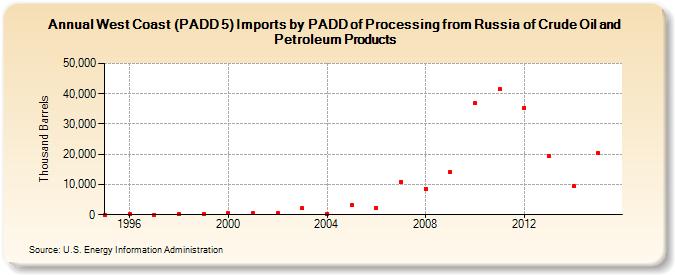 Annual West Coast (PADD 5) Imports by PADD of Processing from Russia of Crude Oil and
Petroleum Products
Thousand Barrels
50,000
40,000
30,000
20,000
10,000
0
1996
2000
2004
2008
2012
Source: U.S. Energy Information Administration